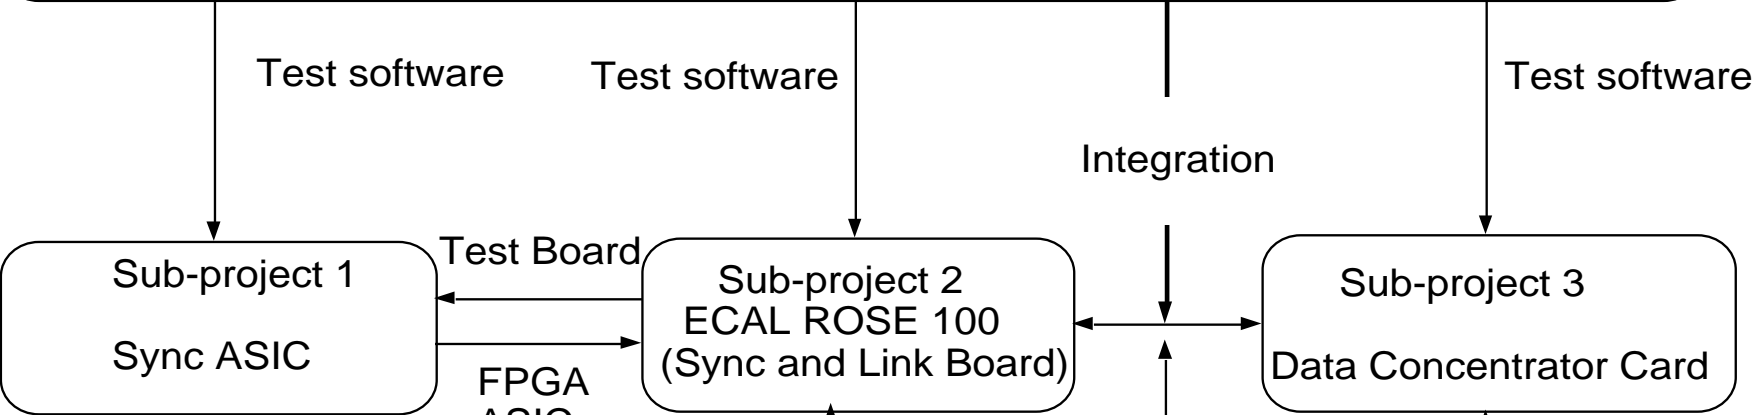 Test software
Test software
Test software
Integration
Test Board
Sub-project 1
Sync ASIC
Sub-project 2
ECAL ROSE 100
(Sync and Link Board)
Sub-project 3
Data Concentrator Card
FPGA
ASIC